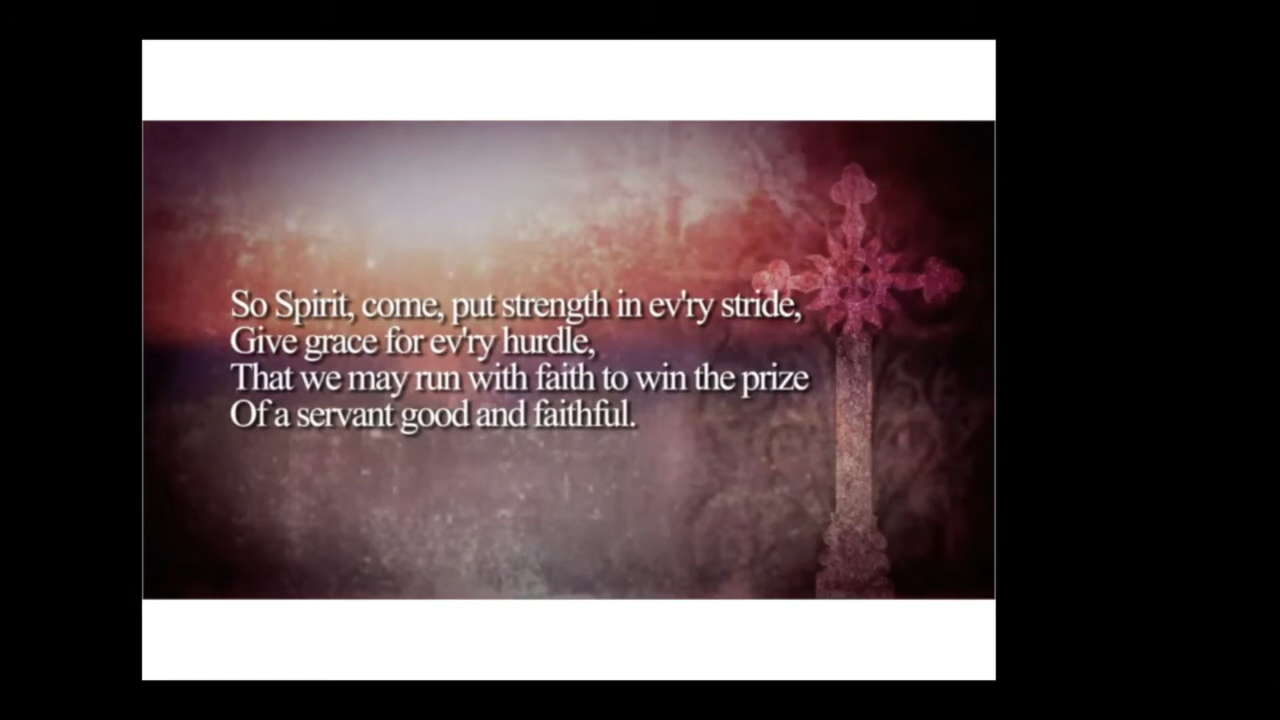 So Spirit, come, put strength in ev'ry stride,
Give grace for ev'ry hurdle,
That we may run with faith to win the prize
Of a servant good and faithful.